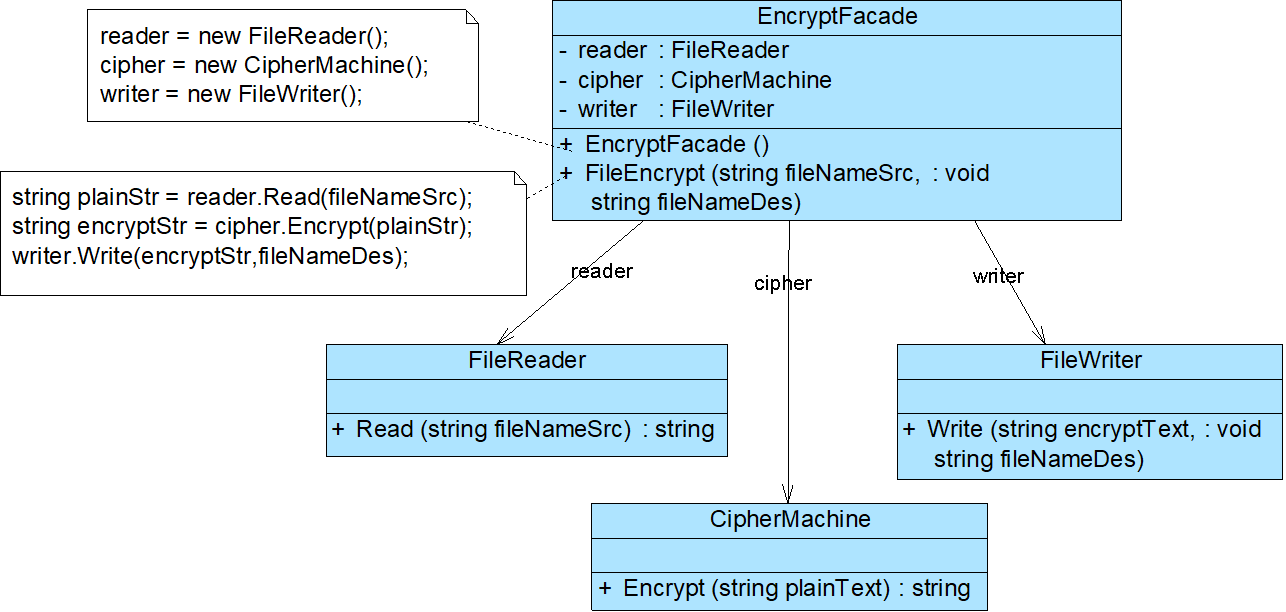 reader = new FileReader();
cipher = new CipherMachine();
writer = new FileWriter();
EncryptFacade
- reader : FileReader
- cipher : CipherMachine
- writer : FileWriter
+ EncryptFacade ()
+ FileEncrypt (string fileNameSrc, : void
string fileNameDes)
string plainStr = reader.Read(fileNameSrc);
string encryptStr = cipher.Encrypt(plainStr);
writer.Write(encryptStr,fileNameDes);
reader
cipher
writer
FileReader
+ Read (string fileNameSrc) : string
FileWriter
+ Write (string encryptText, : void
string fileNameDes)
CipherMachine
+ Encrypt (string plainText) : string